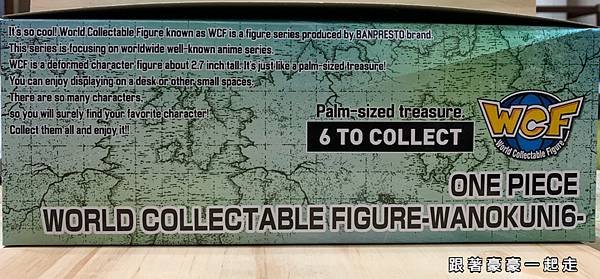 It's so cool! World Collectable Figure known as WCF is a figure series produced by BANPRESTO brand.
This series is focusing on worldwide well-known anime series.
WCF is a deformed character figure about 2.7 inch tall. It's just like a palm-sized treasure!
You can enjoy displaying on a desk or other small spaces.
There are so many characters,
so you will surely find your favorite character!
Collect them all and enjoy it!!
Palm-sized treasure.
6 TO COLLECT
WCF
World Collectable Figure
ONE PIECE
WORLD COLLECTABLE FIGURE-WANOKUNI6-
跟著豪豪一起走